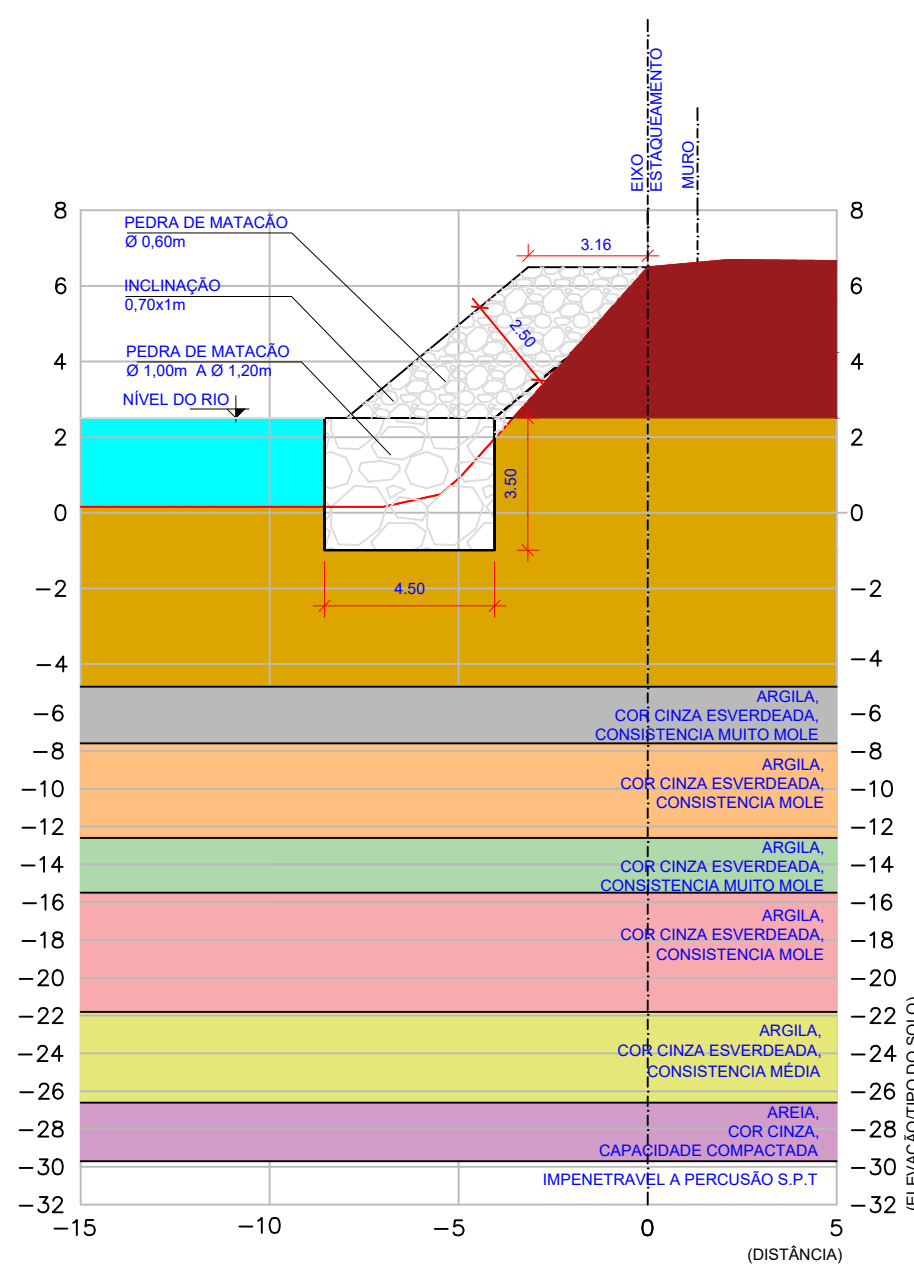 EIXO
ESTAQUEAMENTO
MURO
8
6
4
2
0
−2
−4
−6
−8
−10
−12
−14
−16
−18
−20
−22
−24
−26
−28
−30
−32
PEDRA DE MATACÃO
Ø 0,60m
INCLINAÇÃO
0,70x1m
PEDRA DE MATACÃO
Ø 1,00m A Ø 1,20m
NÍVEL DO RIO
3.16
2.50
3.50
4.50
ARGILA,
COR CINZA ESVERDEADA,
CONSISTENCIA MUITO MOLE
ARGILA,
COR CINZA ESVERDEADA,
CONSISTENCIA MOLE
ARGILA,
COR CINZA ESVERDEADA,
CONSISTENCIA MUITO MOLE
ARGILA,
COR CINZA ESVERDEADA,
CONSISTENCIA MOLE
ARGILA,
COR CINZA ESVERDEADA,
CONSISTENCIA MÉDIA
AREIA,
COR CINZA,
CAPACIDADE COMPACTADA
IMPENETRAVEL A PERCUSÃO S.P.T
8
6
4
2
0
−2
−4
−6
−8
−10
−12
−14
−16
−18
−20
−22
−24
−26
−28
−30
−32
(ELEVAÇÃO/TIPO DO SOLO)
−15
−10
−5
0
5
(DISTÂNCIA)